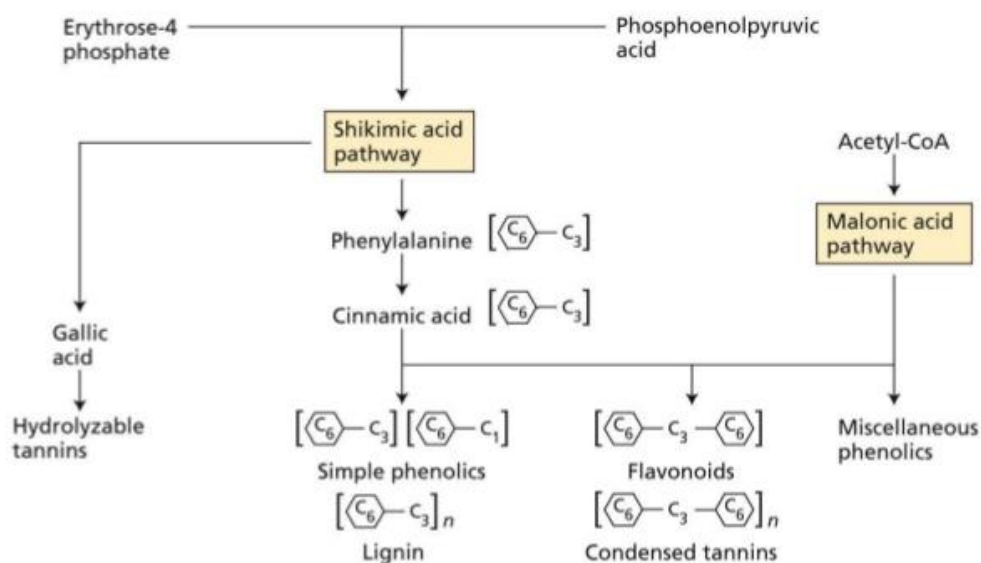 Erythrose-4
phosphate
Phosphoenolpyruvic
acid
Shikimic acid
pathway
Acetyl-CoA
Malonic acid
pathway
Phenylalanine [C6—C3]
Cinnamic acid [C6—C3]
Gallic
acid
Hydrolyzable
tannins
[C6—C3] [C6—C1]
Simple phenolics
[C6—C3]n
Lignin
[C6—C3—C6]
Flavonoids
[C6—C3—C6]n
Condensed tannins
Miscellaneous
phenolics